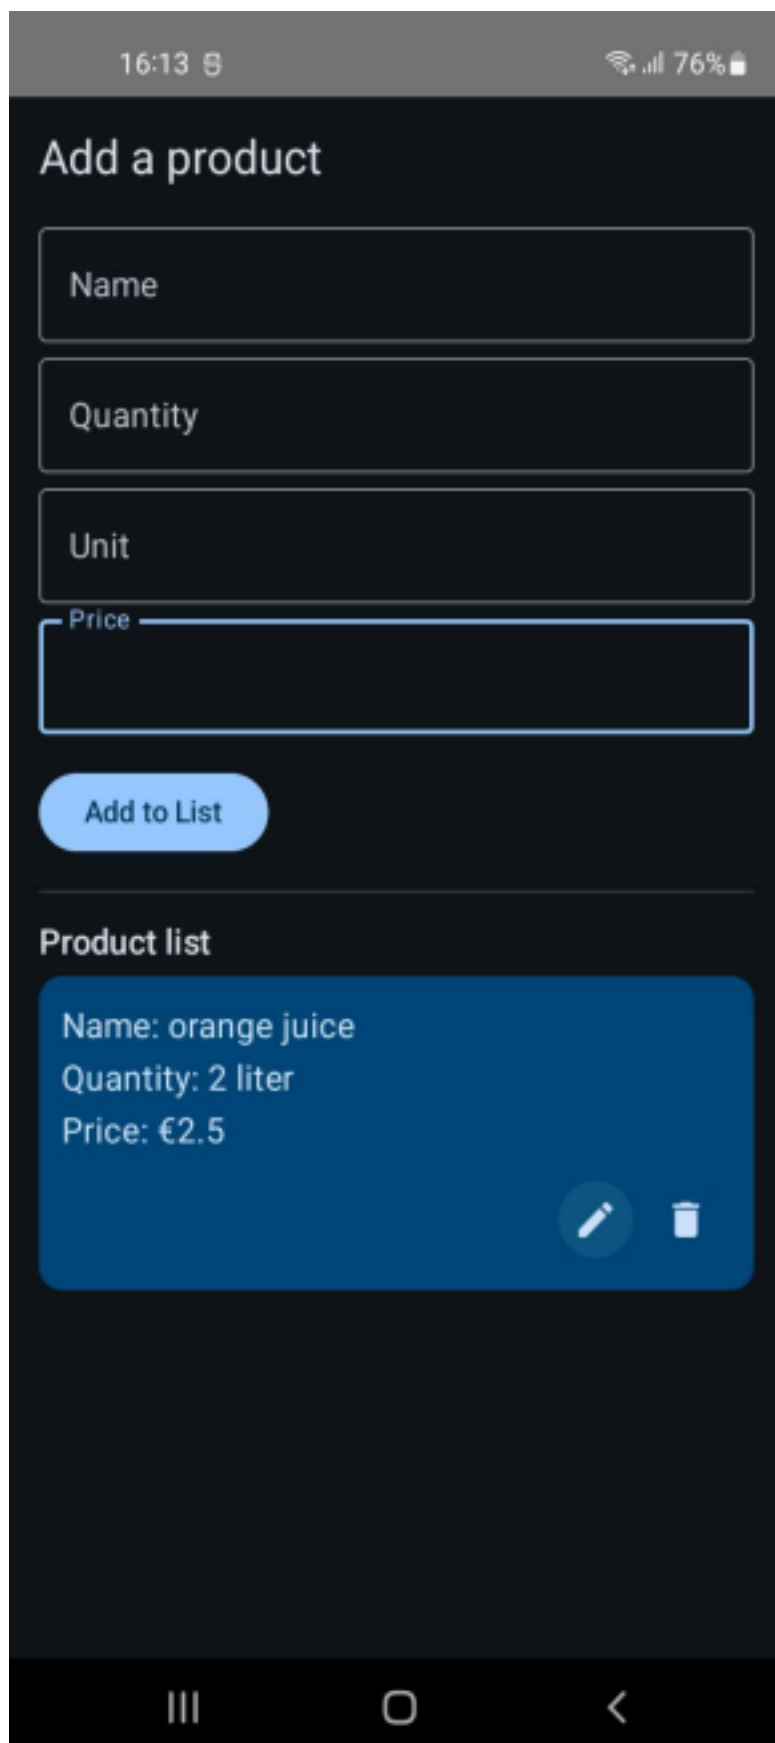 16:13
76%
Add a product
Name
Quantity
Unit
Price
Add to List
Product list
Name: orange juice
Quantity: 2 liter
Price: €2.5